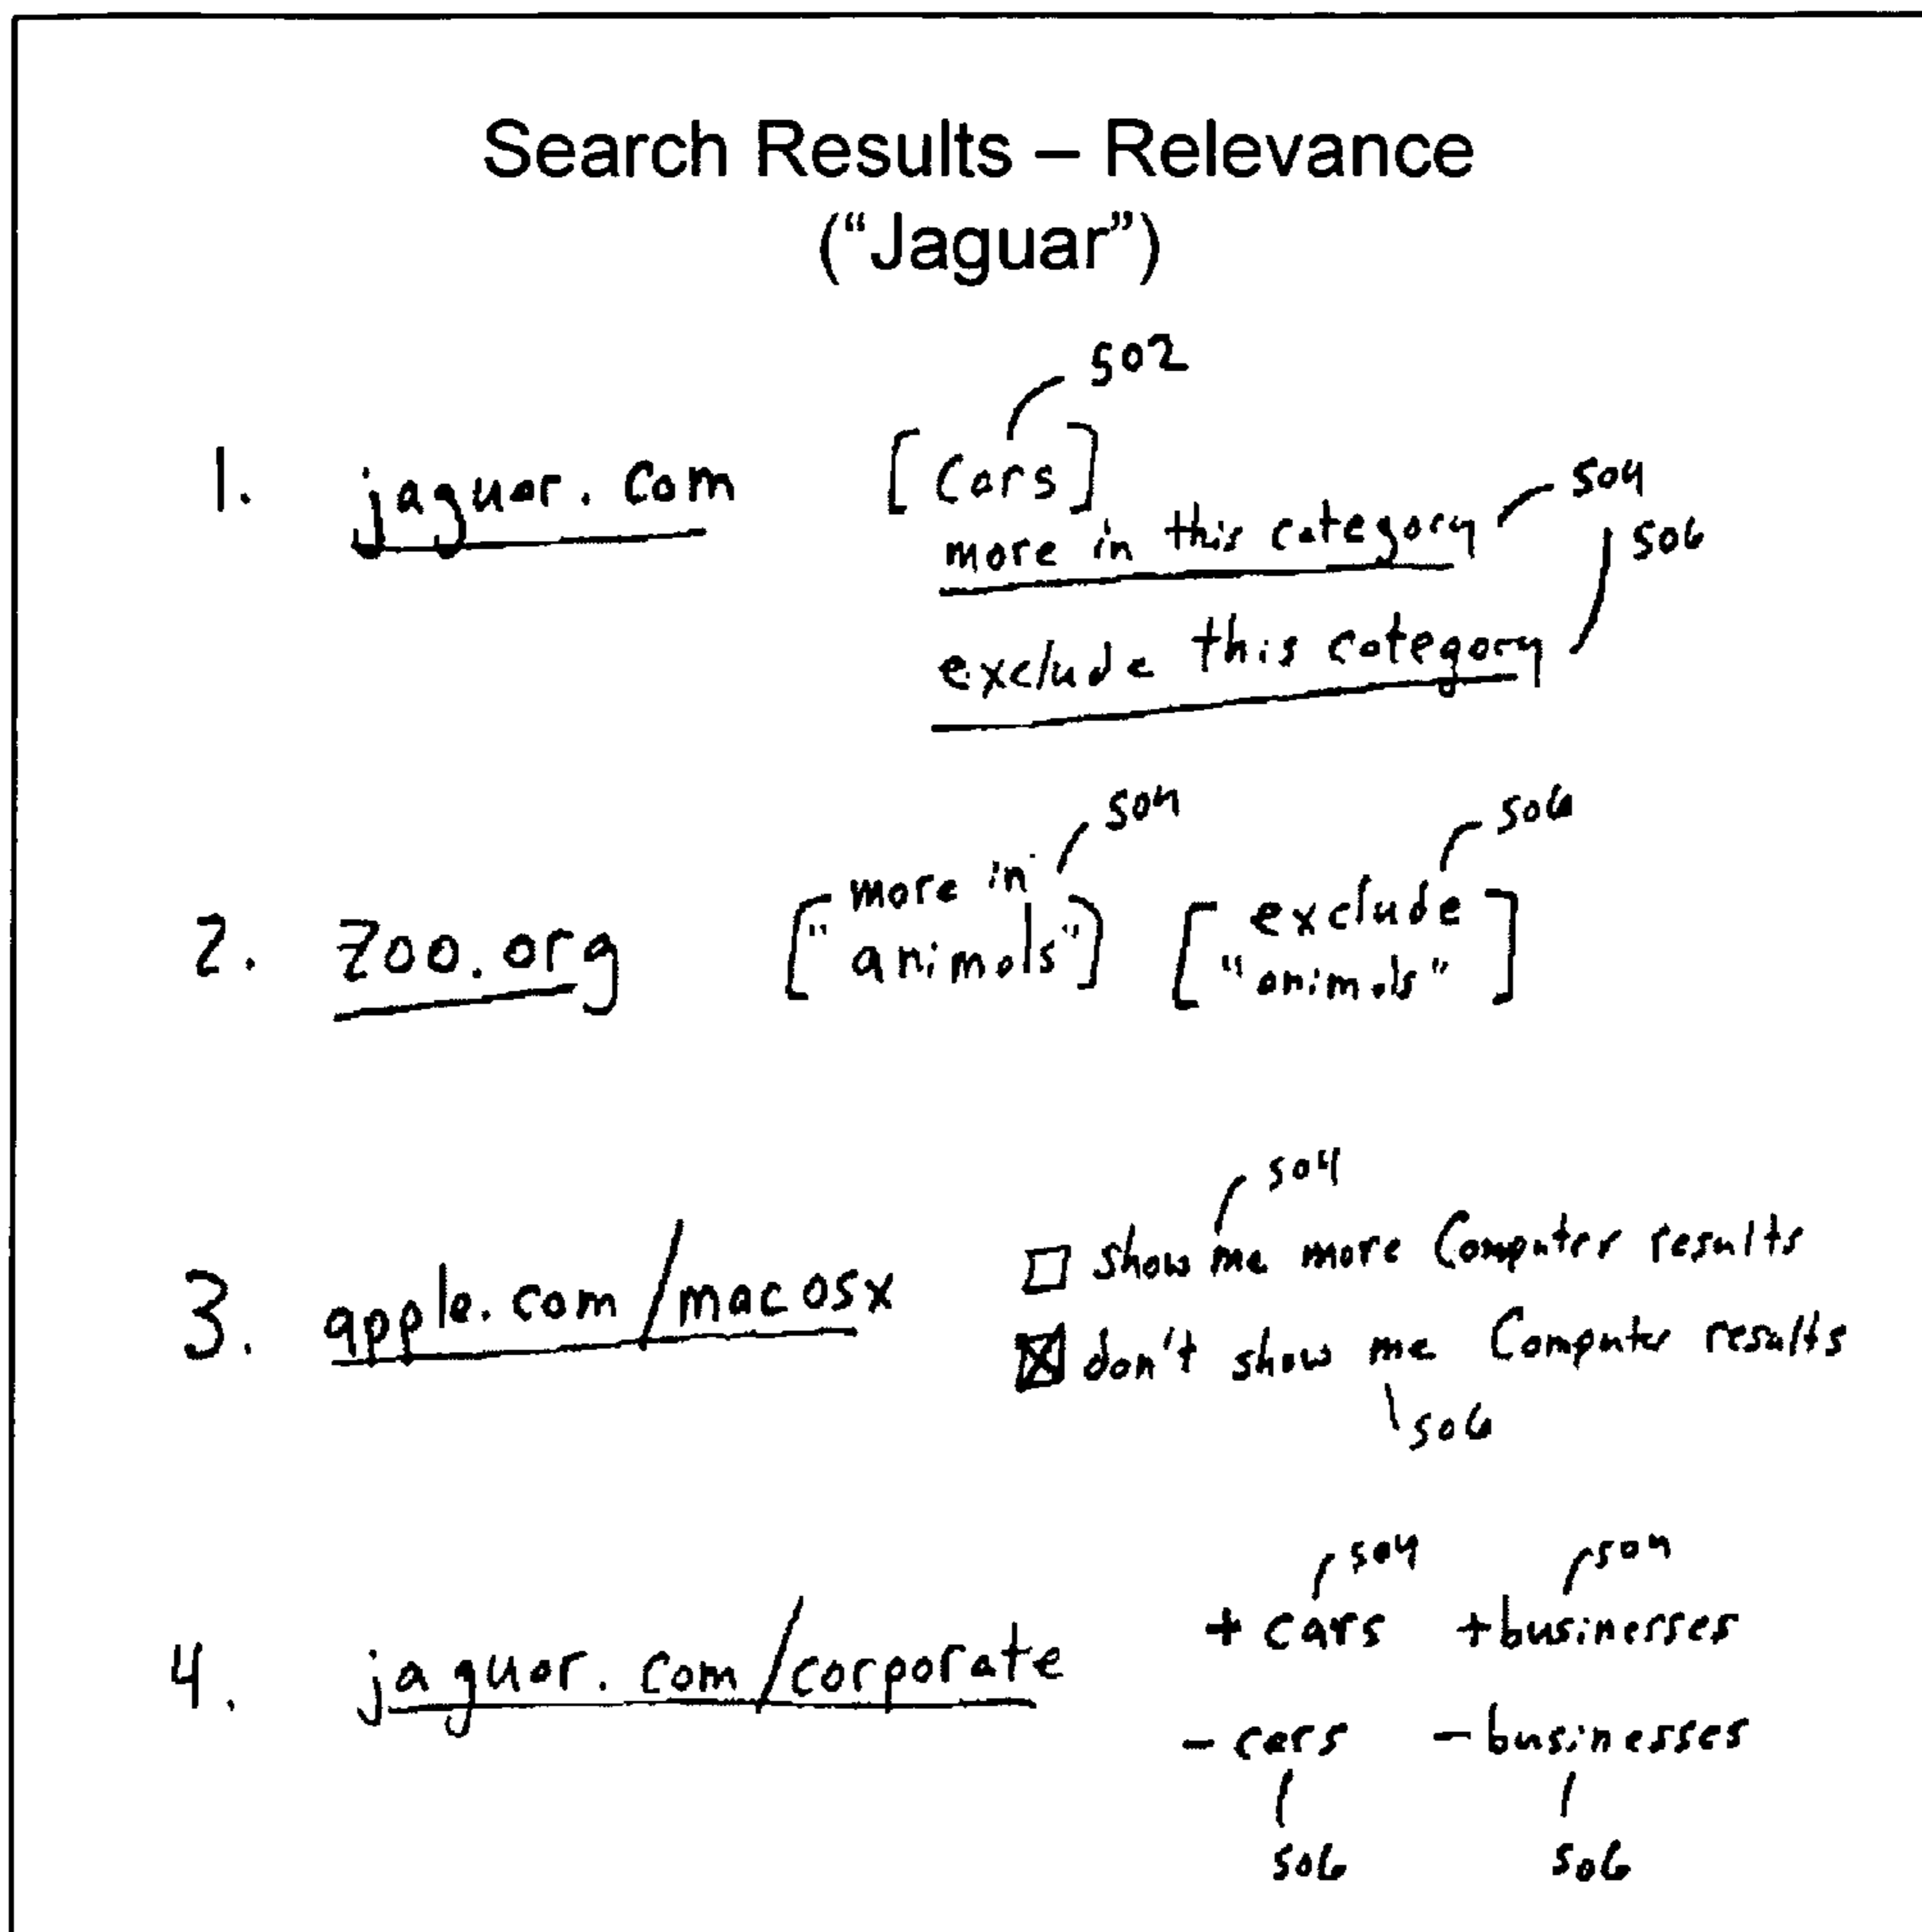 Search Results – Relevance
(“Jaguar”)
502
1. jaguar.com [Cars]
504
more in this category
506
exclude this category
504 506
2. zoo.org [more in "animals"] [exclude "animals"]
504
show me more Computer results
3. apple.com/macosx
don't show me Computer results
506
504 504
+ cars +businesses
4. jaguar.com/corporate
- cars - businesses
506 506